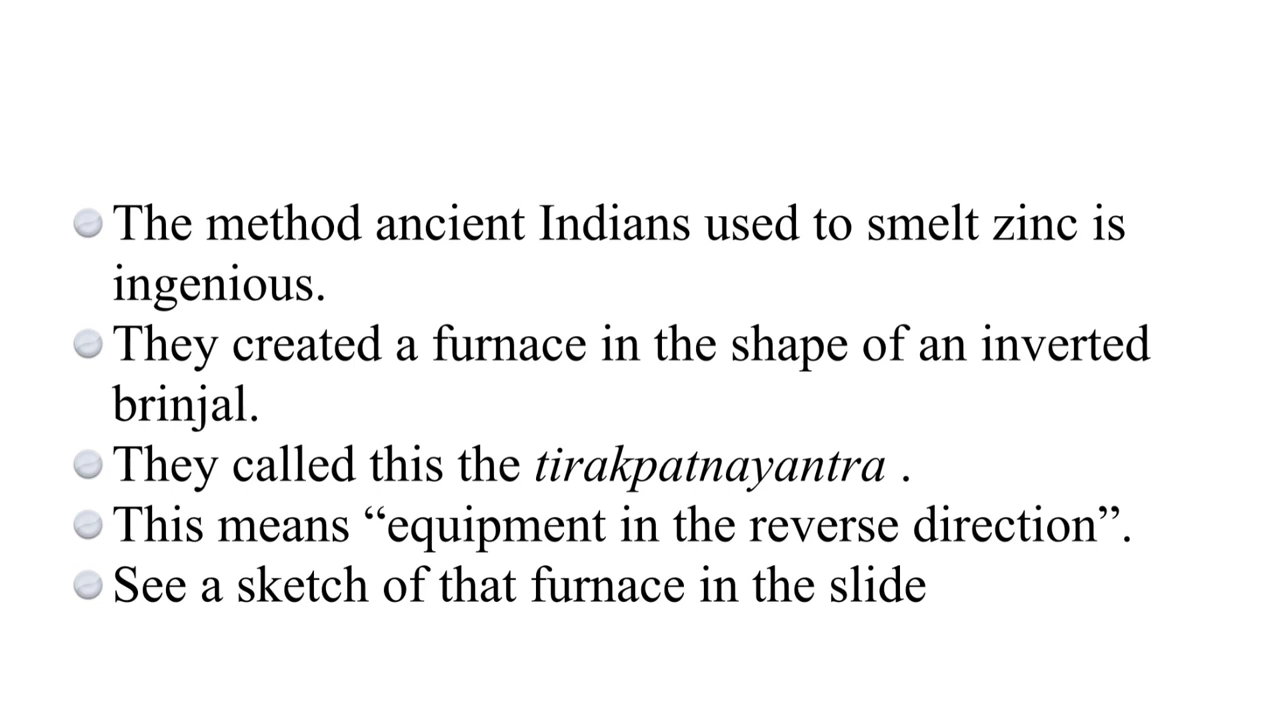 The method ancient Indians used to smelt zinc is
ingenious.
They created a furnace in the shape of an inverted
brinjal.
They called this the tirakpatnayantra .
This means “equipment in the reverse direction”.
See a sketch of that furnace in the slide